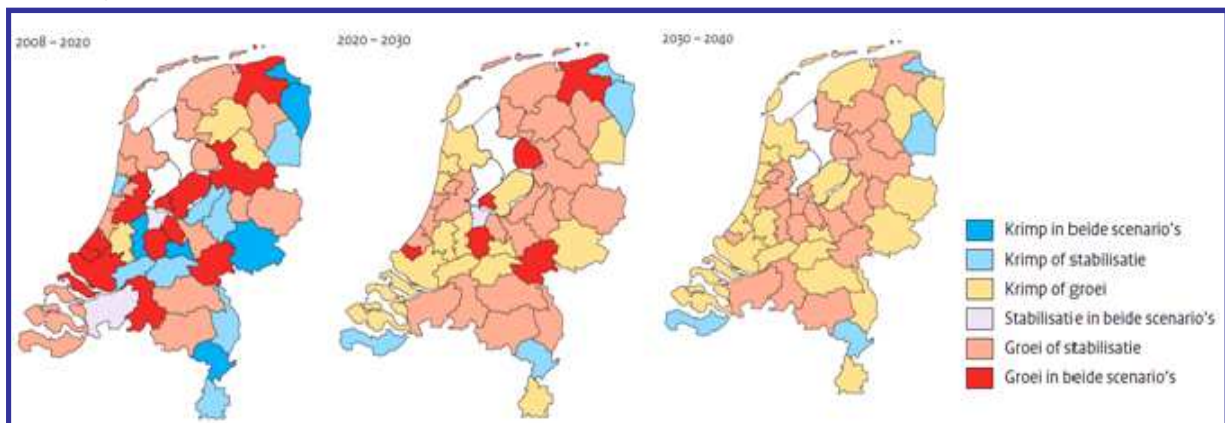 2008 – 2020
2020 – 2030
2030 – 2040
Krimp in beide scenario's
Krimp of stabilisatie
Krimp of groei
Stabilisatie in beide scenario's
Groei of stabilisatie
Groei in beide scenario's